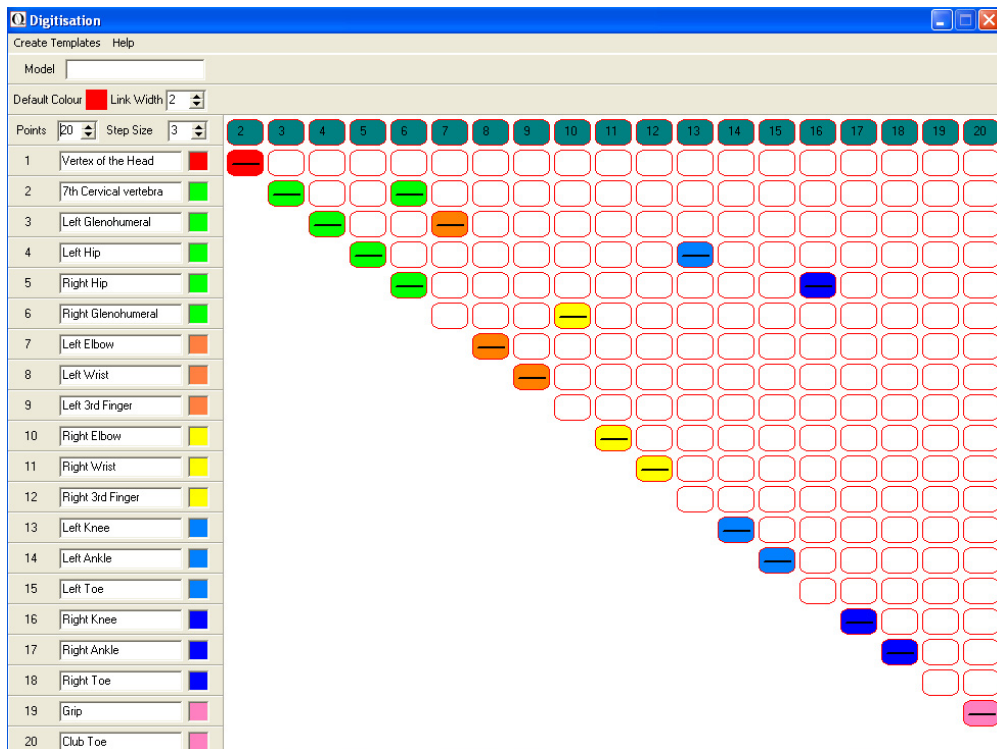 Digitisation
Create Templates Help
Model
Default Colour Link Width 2
Points 20 Step Size 3 2 3 4 5 6 7 8 9 10 11 12 13 14 15 16 17 18 19 20
1 Vertex of the Head
2 7th Cervical vertebra
3 Left Glenohumeral
4 Left Hip
5 Right Hip
6 Right Glenohumeral
7 Left Elbow
8 Left Wrist
9 Left 3rd Finger
10 Right Elbow
11 Right Wrist
12 Right 3rd Finger
13 Left Knee
14 Left Ankle
15 Left Toe
16 Right Knee
17 Right Ankle
18 Right Toe
19 Grip
20 Club Toe